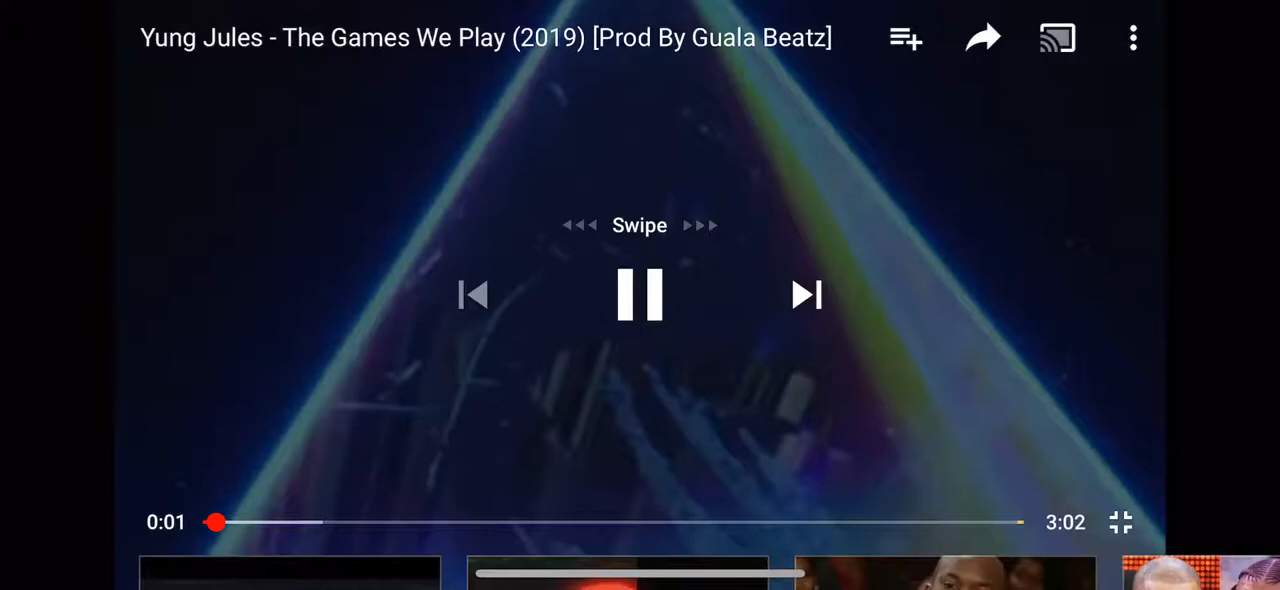 Yung Jules - The Games We Play (2019) [Prod By Guala Beatz]
Swipe
0:01
3:02